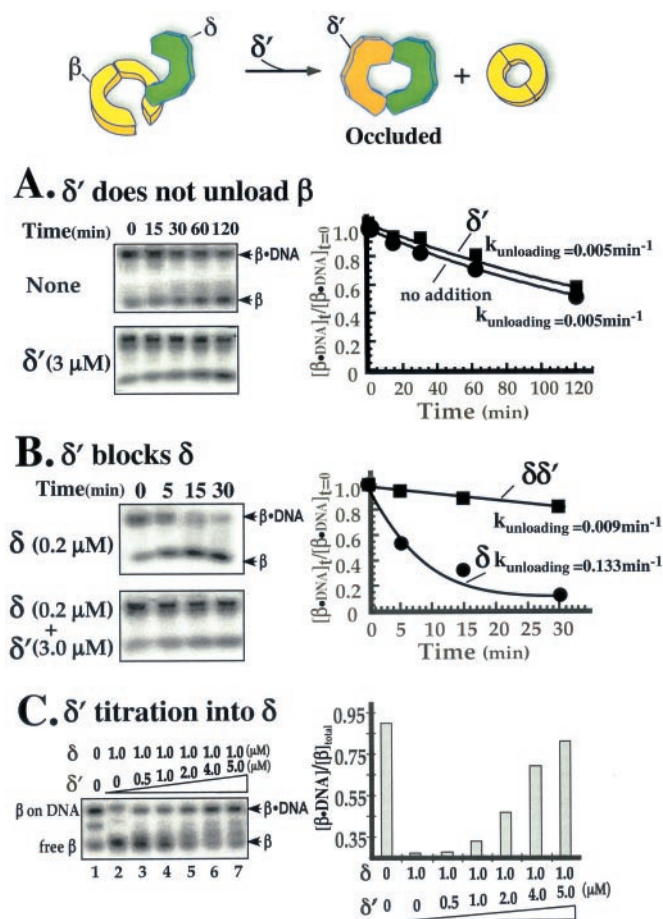 β δ δ′ δ′
Occluded
+
A. δ′ does not unload β
Time(min) 0 15 30 60 120
None
β•DNA
β
δ′ (3 μM)
[β•DNA]t/[β•DNA]t=0
1.0
0.8
0.6
0.4
0.2
0
δ′
kunloading =0.005min-1
no addition
kunloading =0.005min-1
0 20 40 60 80 100 120
Time (min)
B. δ′ blocks δ
Time(min) 0 5 15 30
δ (0.2 μM)
β•DNA
β
δ (0.2 μM)
+
δ′(3.0 μM)
[β•DNA]t/[β•DNA]t=0
1.0
0.8
0.6
0.4
0.2
0
δδ′
kunloading =0.009min-1
δ kunloading =0.133min-1
0 5 10 15 20 25 30
Time (min)
C. δ′ titration into δ
δ 0 1.0 1.0 1.0 1.0 1.0 1.0 (μM)
δ′ 0 0 0.5 1.0 2.0 4.0 5.0
β on DNA
free β
β•DNA
β
1 2 3 4 5 6 7
[β•DNA]/[β]total
0.95
0.75
0.55
0.35
δ 0 1.0 1.0 1.0 1.0 1.0 1.0
δ′ 0 0 0.5 1.0 2.0 4.0 5.0 (μM)